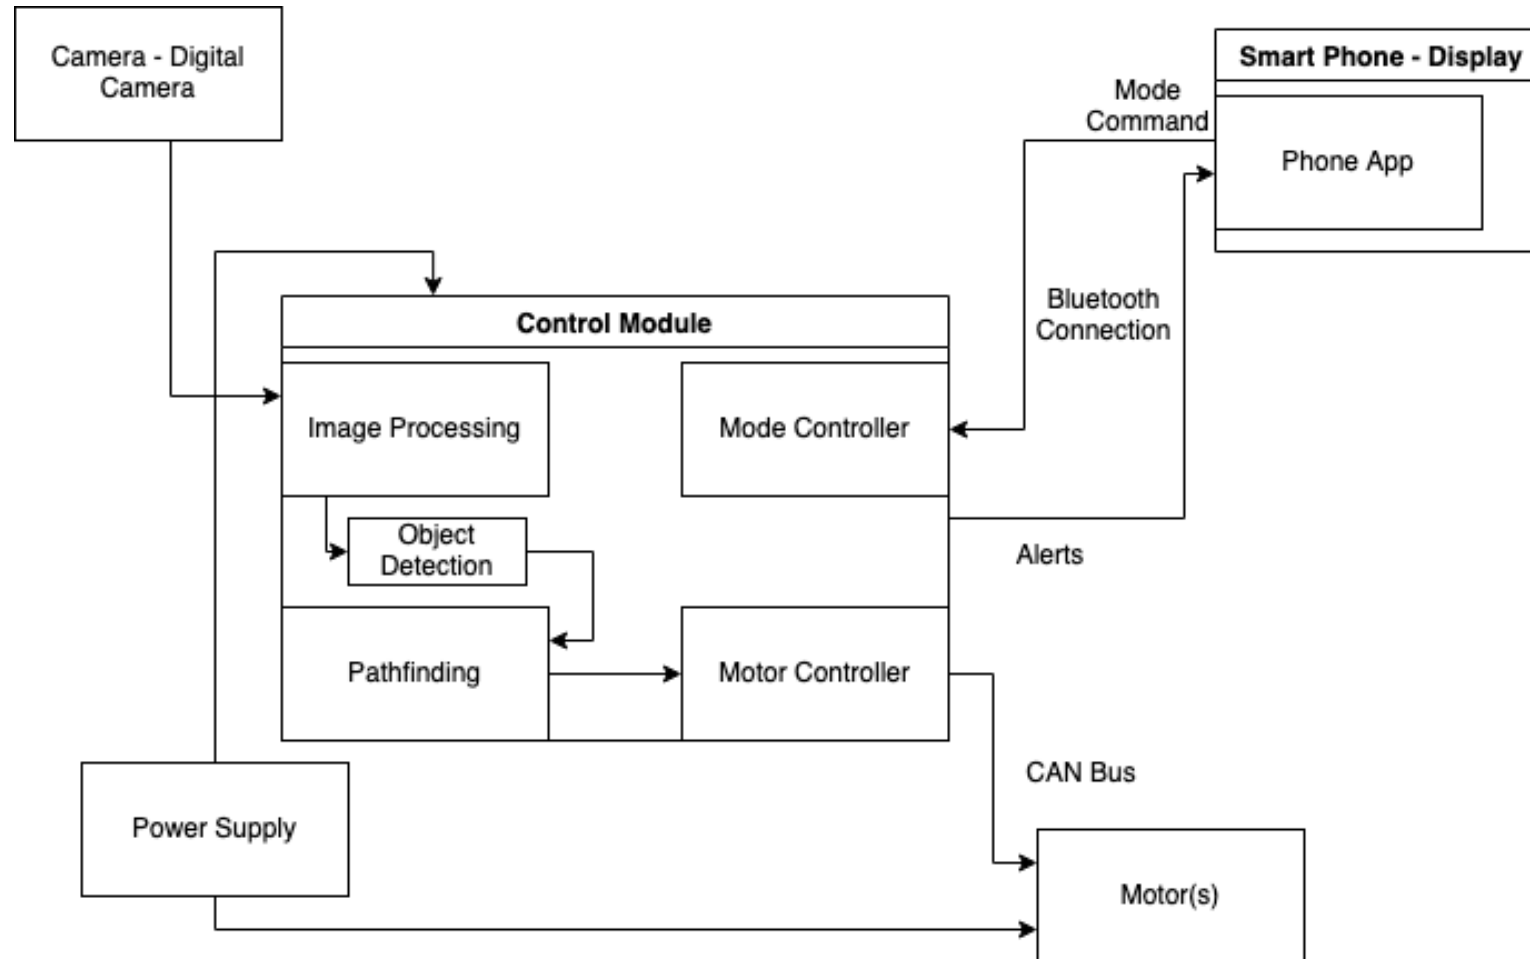 Camera - Digital
Camera
Smart Phone - Display
Mode
Command
Phone App
Bluetooth
Connection
Control Module
Image Processing
Mode Controller
Object
Detection
Alerts
Pathfinding
Motor Controller
CAN Bus
Power Supply
Motor(s)